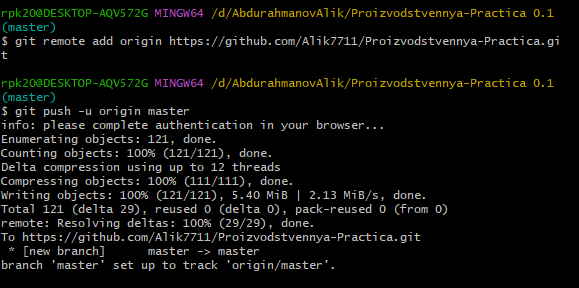 rpk20@DESKTOP-AQV572G MINGW64 /d/AbdurahmanovAlik/Proizvodstvennya-Practica 0.1
(master)
$ git remote add origin https://github.com/Alik7711/Proizvodstvennya-Practica.gi
t
rpk20@DESKTOP-AQV572G MINGW64 /d/AbdurahmanovAlik/Proizvodstvennya-Practica 0.1
(master)
$ git push -u origin master
info: please complete authentication in your browser...
Enumerating objects: 121, done.
Counting objects: 100% (121/121), done.
Delta compression using up to 12 threads
Compressing objects: 100% (111/111), done.
Writing objects: 100% (121/121), 5.40 MiB | 2.13 MiB/s, done.
Total 121 (delta 29), reused 0 (delta 0), pack-reused 0 (from 0)
remote: Resolving deltas: 100% (29/29), done.
To https://github.com/Alik7711/Proizvodstvennya-Practica.git
 * [new branch]      master -> master
branch 'master' set up to track 'origin/master'.